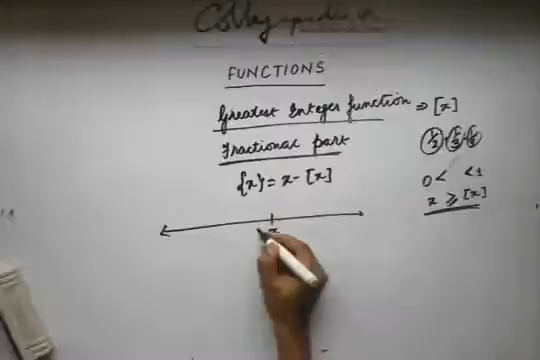 FUNCTIONS
Greatest Integer function ⇒ [x]
Fractional part
{x} = x - [x]
0 < < 1
x ≥ [x]
x